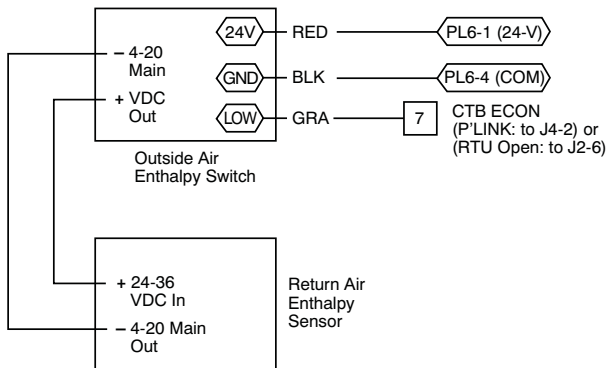 24V RED PL6-1 (24-V)
– 4-20
Main
GND BLK PL6-4 (COM)
+ VDC
Out
LOW GRA 7 CTB ECON
(P'LINK: to J4-2) or
(RTU Open: to J2-6)
Outside Air
Enthalpy Switch
+ 24-36
VDC In
– 4-20 Main
Out
Return Air
Enthalpy
Sensor